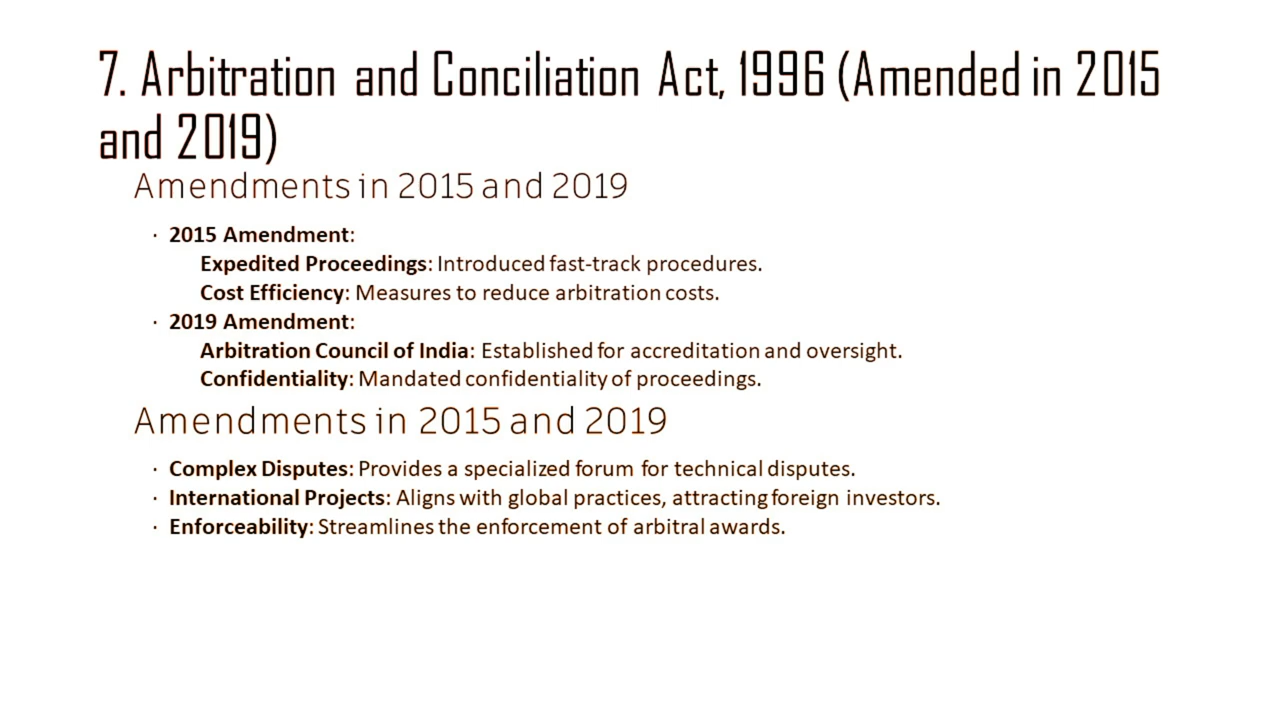 7. Arbitration and Conciliation Act, 1996 (Amended in 2015
and 2019)
Amendments in 2015 and 2019
· 2015 Amendment:
Expedited Proceedings: Introduced fast-track procedures.
Cost Efficiency: Measures to reduce arbitration costs.
· 2019 Amendment:
Arbitration Council of India: Established for accreditation and oversight.
Confidentiality: Mandated confidentiality of proceedings.
Amendments in 2015 and 2019
· Complex Disputes: Provides a specialized forum for technical disputes.
· International Projects: Aligns with global practices, attracting foreign investors.
· Enforceability: Streamlines the enforcement of arbitral awards.